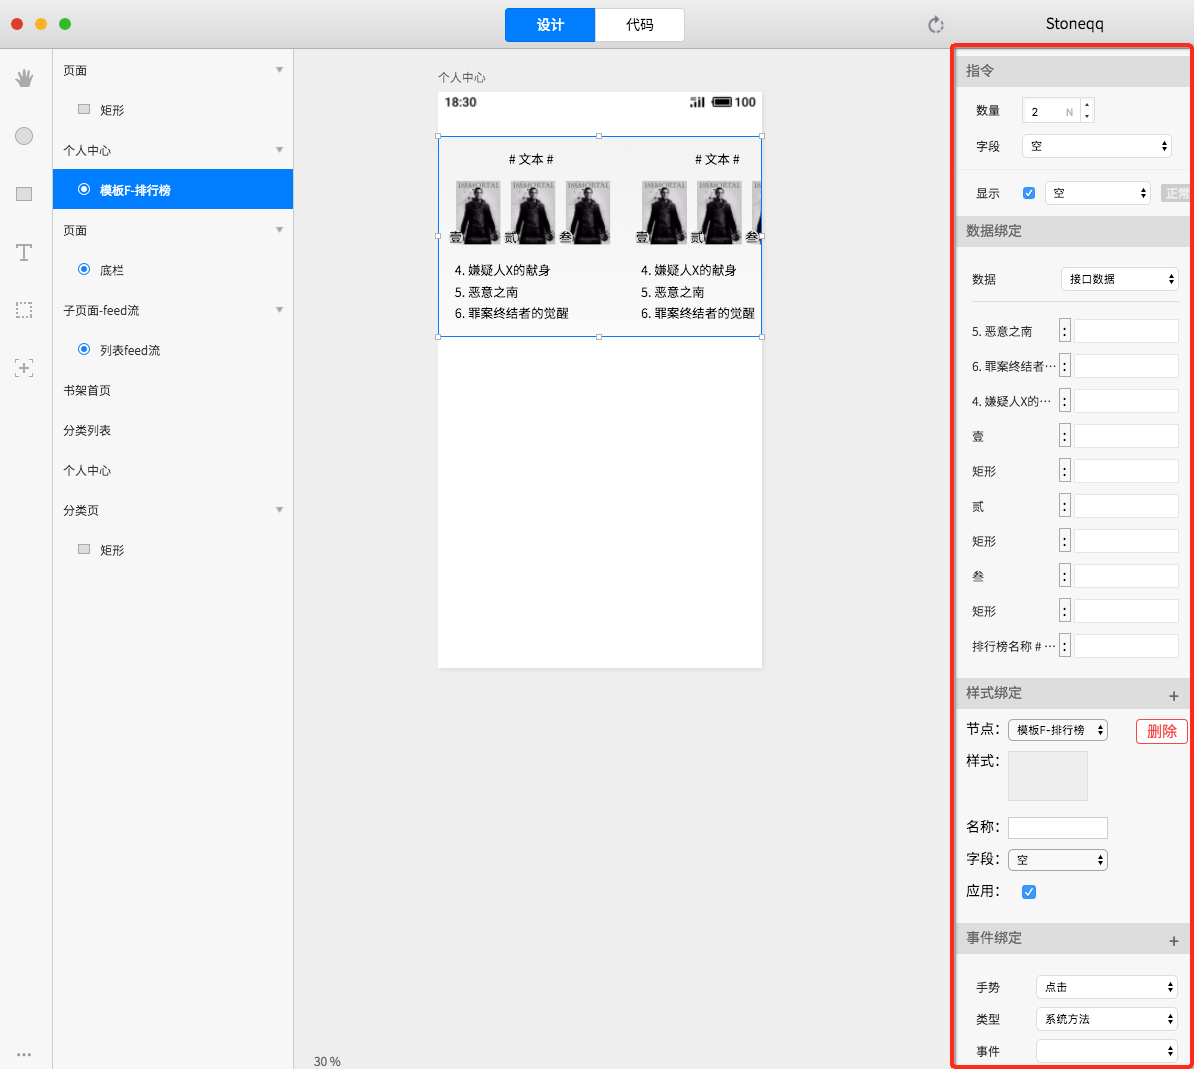 设计
代码
Stoneqq
页面
矩形
个人中心
模板F-排行榜
页面
底栏
子页面-feed流
列表feed流
书架首页
分类列表
个人中心
分类页
矩形
个人中心
18:30
100
# 文本 #
# 文本 #
IMMORTAL
IMMORTAL
IMMORTAL
IMMORTAL
IMMORTAL
壹
贰
叁
壹
贰
叁
4. 嫌疑人X的献身
4. 嫌疑人X的献身
5. 恶意之南
5. 恶意之南
6. 罪案终结者的觉醒
6. 罪案终结者的觉醒
30 %
指令
数量 2 N
字段 空
显示 空 正常
数据绑定
数据 接口数据
5. 恶意之南 :
6. 罪案终结者… :
4. 嫌疑人X的… :
壹 :
矩形 :
贰 :
矩形 :
叁 :
矩形 :
排行榜名称 # … :
样式绑定 +
节点: 模板F-排行榜 删除
样式:
名称:
字段: 空
应用:
事件绑定 +
手势 点击
类型 系统方法
事件